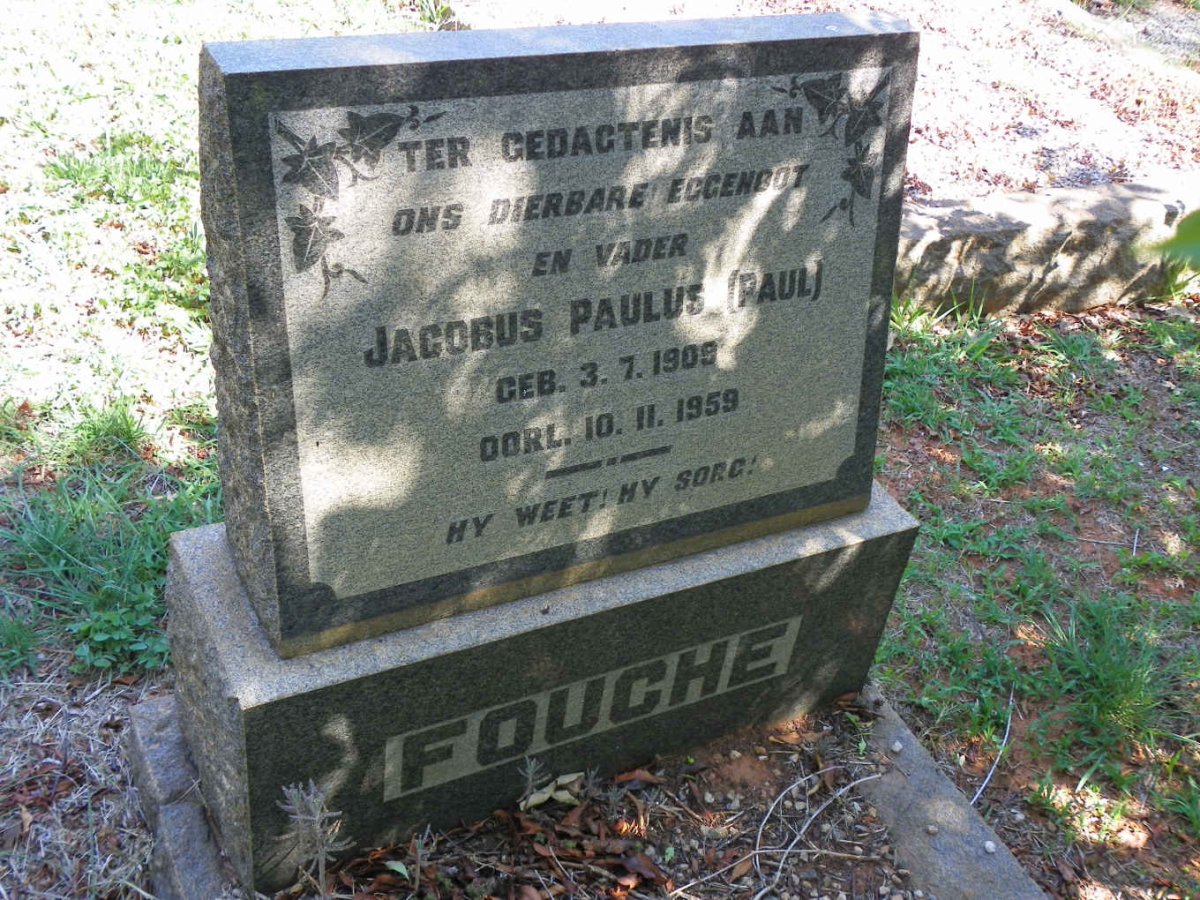 TER GEDAGTENIS AAN
ONS DIERBARE EGGENOOT
EN VADER
JACOBUS PAULUS (PAUL)
GEB. 3. 7. 1909
OORL. 10. 11. 1959
HY WEET! HY SORG!
FOUCHE